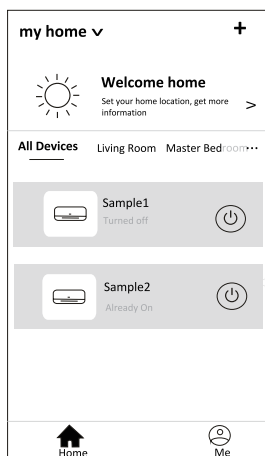 my home
Welcome home
Set your home location, get more
information
All Devices Living Room Master Bedroom
Sample1
Turned off
Sample2
Already On
Home Me